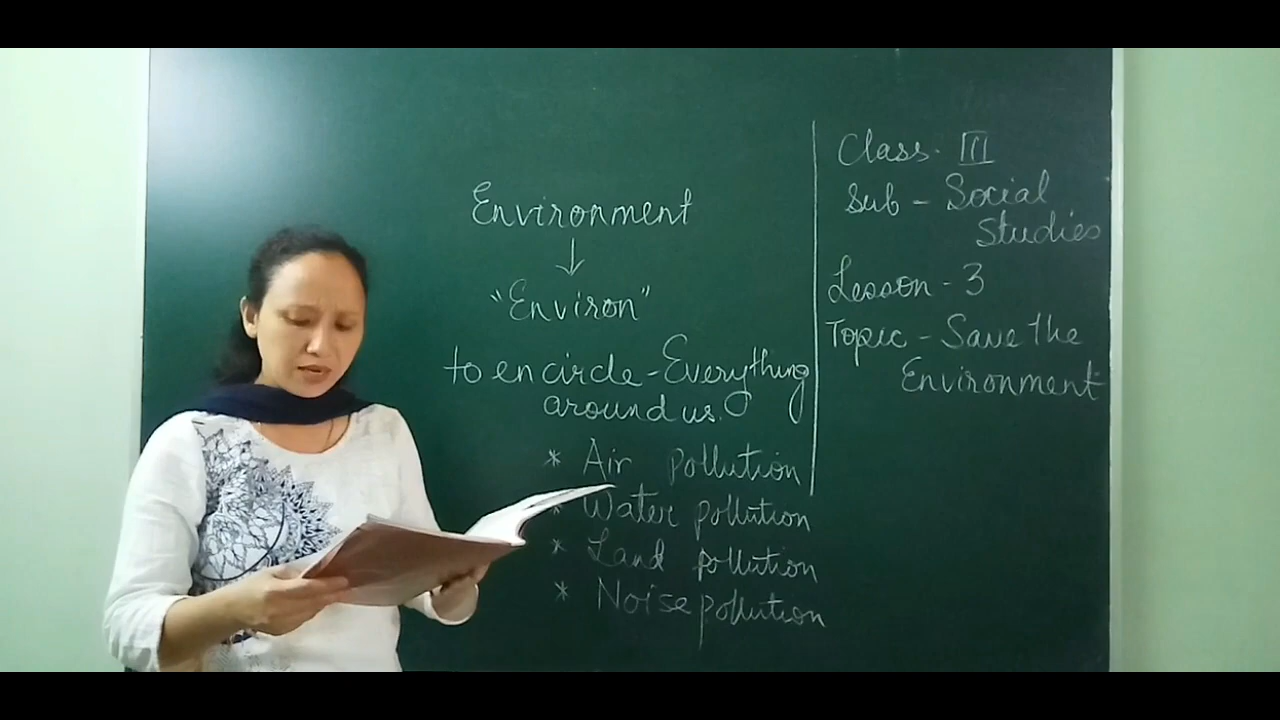 Environment
↓
"Environ"
to encircle - Everything
around us.
* Air pollution
* Water pollution
* Land pollution
* Noise pollution
Class. III
Sub - Social
Studies
Lesson - 3
Topic - Save the
Environment